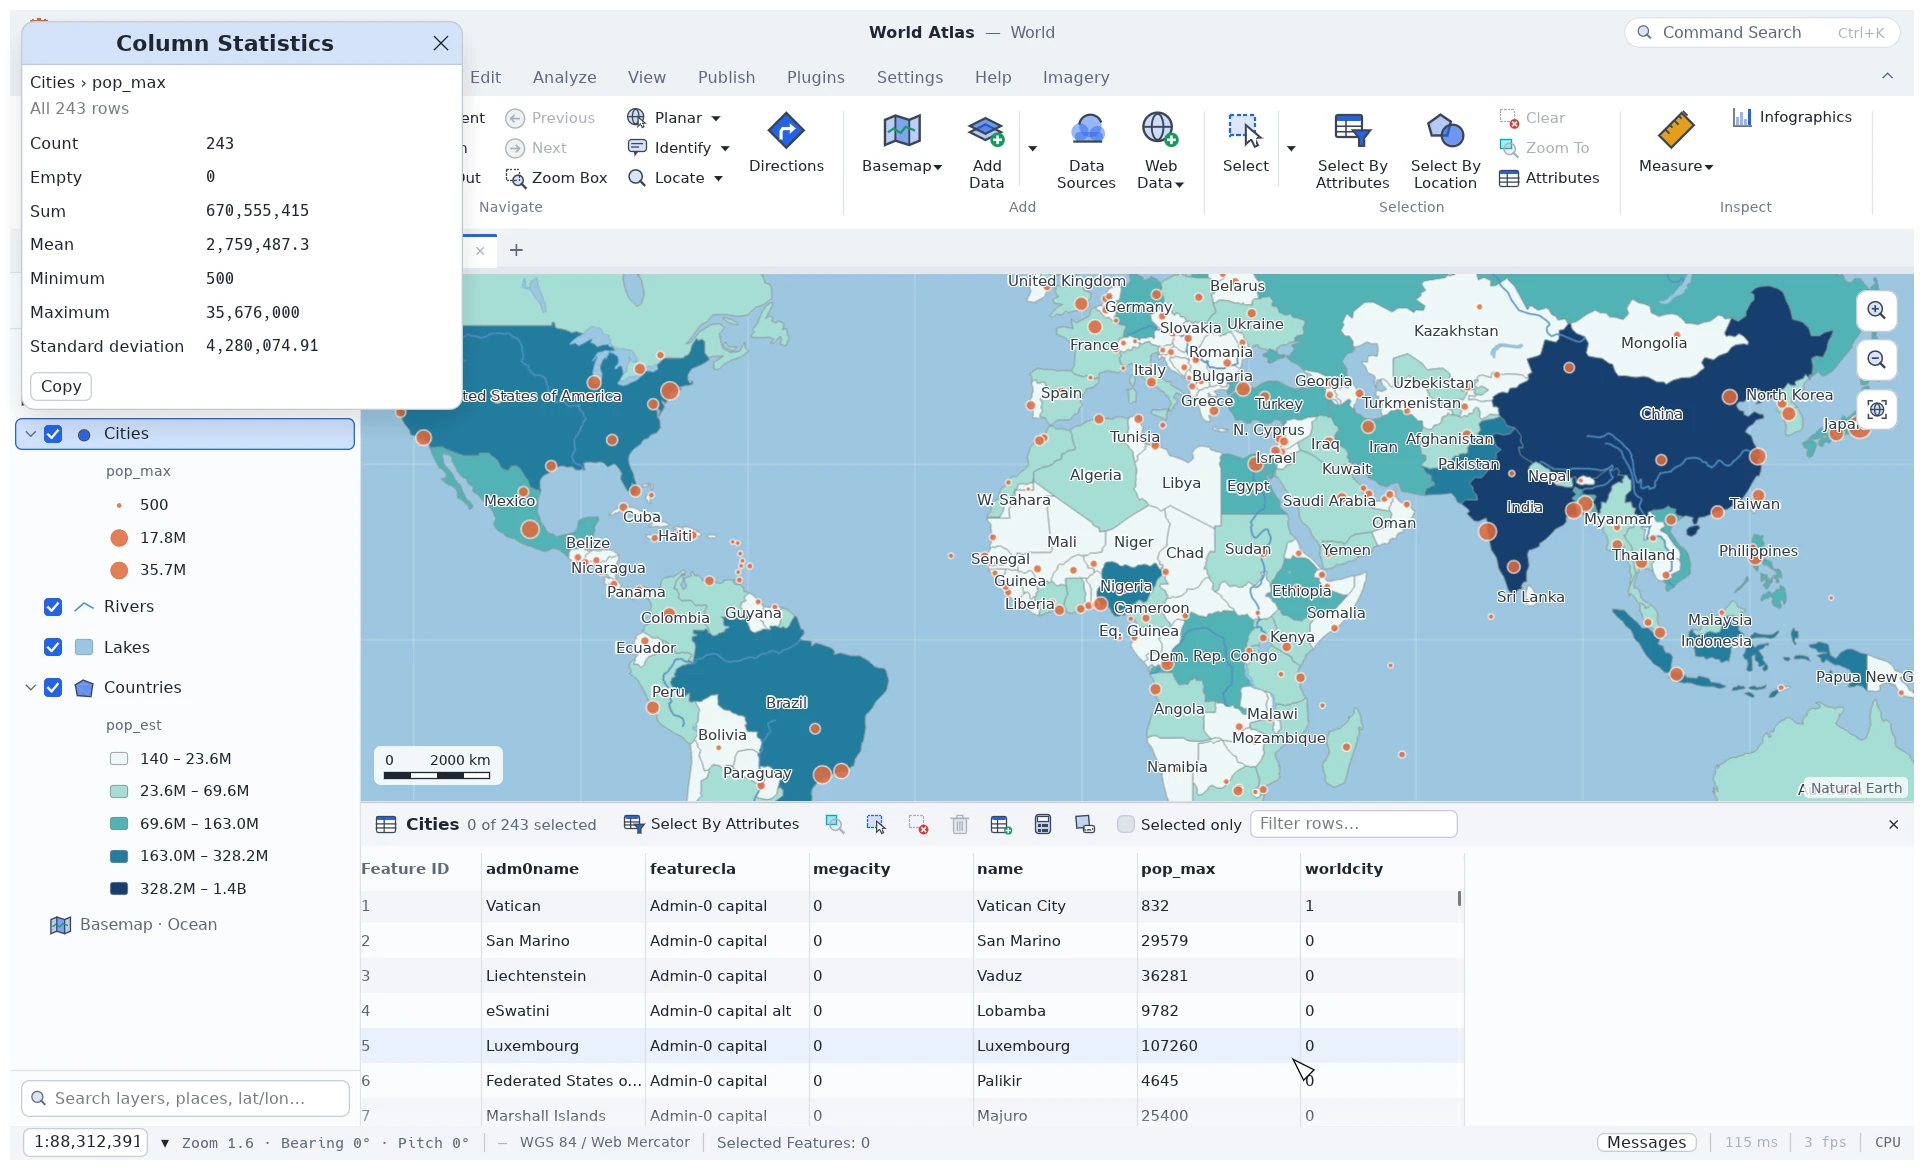 World Atlas — World
Command Search Ctrl+K
Column Statistics
Cities › pop_max
All 243 rows
Count 243
Empty 0
Sum 670,555,415
Mean 2,759,487.3
Minimum 500
Maximum 35,676,000
Standard deviation 4,280,074.91
Copy
Edit Analyze View Publish Plugins Settings Help Imagery
Previous
Next
Zoom Box
Planar
Identify
Locate
Directions
Navigate
Basemap
Add Data
Data Sources
Web Data
Add
Select
Select By Attributes
Select By Location
Clear
Zoom To
Attributes
Selection
Measure
Infographics
Inspect
Cities
pop_max
500
17.8M
35.7M
Rivers
Lakes
Countries
pop_est
140 – 23.6M
23.6M – 69.6M
69.6M – 163.0M
163.0M – 328.2M
328.2M – 1.4B
Basemap · Ocean
Search layers, places, lat/lon...
United Kingdom
Belarus
Germany
Slovakia
Ukraine
Kazakhstan
Mongolia
France
Romania
Italy
Bulgaria
Georgia
Uzbekistan
Spain
Greece
Turkey
Turkmenistan
North Korea
China
Japa
ted States of America
Tunisia
N. Cyprus
Iraq
Iran
Afghanistan
Israel
Kuwait
Pakistan
Nepal
Algeria
Libya
Egypt
Saudi Arabia
India
Taiwan
Mexico
W. Sahara
Oman
Myanmar
Cuba
Haiti
Belize
Mali
Niger
Chad
Sudan
Yemen
Thailand
Philippines
Nicaragua
Senegal
Guinea
Nigeria
Ethiopia
Panama
Liberia
Cameroon
Somalia
Sri Lanka
Colombia
Guyana
Eq. Guinea
Kenya
Malaysia
Indonesia
Ecuador
Dem. Rep. Congo
Papua New G
Peru
Brazil
Angola
Malawi
Bolivia
Mozambique
Paraguay
Namibia
0 2000 km
Natural Earth
Cities 0 of 243 selected
Select By Attributes
Selected only
Filter rows...
Feature ID adm0name featurecla megacity name pop_max worldcity
1 Vatican Admin-0 capital 0 Vatican City 832 1
2 San Marino Admin-0 capital 0 San Marino 29579 0
3 Liechtenstein Admin-0 capital 0 Vaduz 36281 0
4 eSwatini Admin-0 capital alt 0 Lobamba 9782 0
5 Luxembourg Admin-0 capital 0 Luxembourg 107260 0
6 Federated States o... Admin-0 capital 0 Palikir 4645 0
7 Marshall Islands Admin-0 capital 0 Majuro 25400 0
1:88,312,391 Zoom 1.6 · Bearing 0° · Pitch 0° — WGS 84 / Web Mercator Selected Features: 0
Messages 115 ms 3 fps CPU